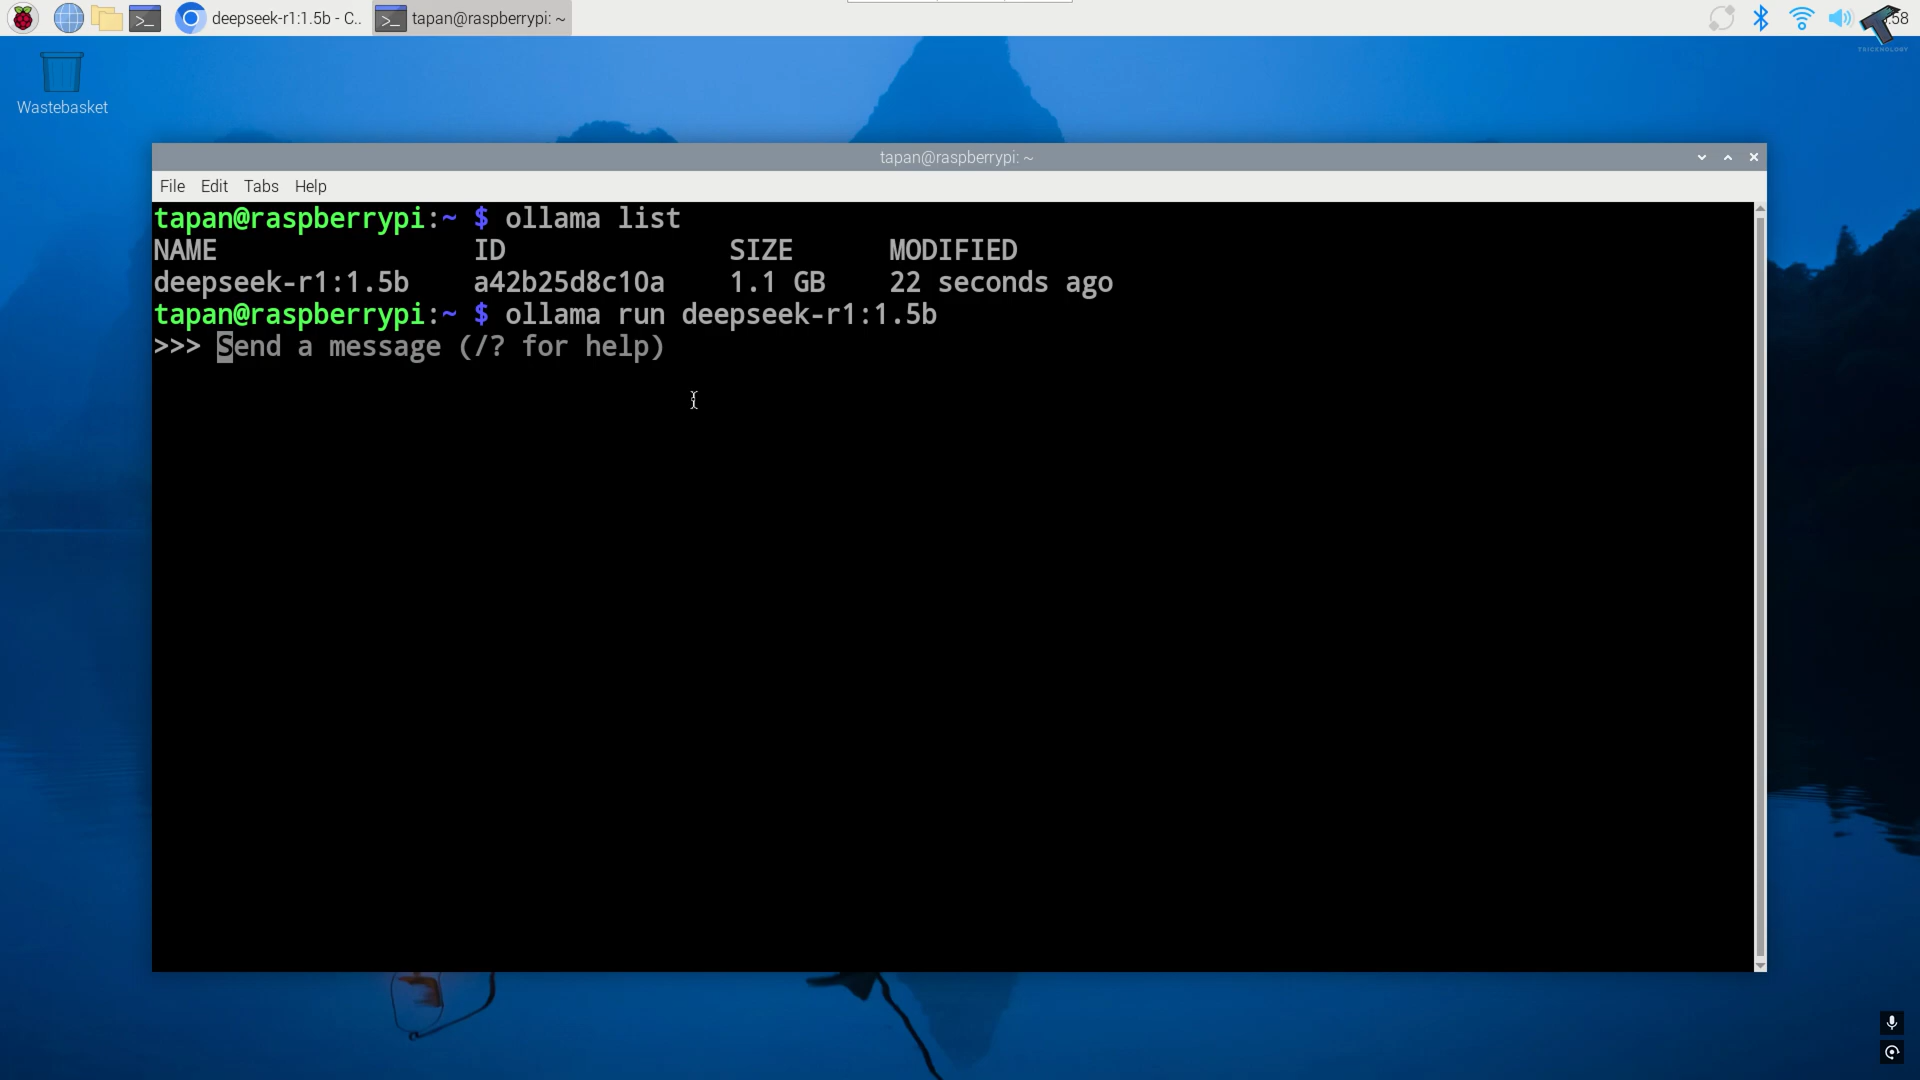 deepseek-r1:1.5b - C..
tapan@raspberrypi: ~
:58
TRICKNOLOGY
Wastebasket
tapan@raspberrypi: ~
File Edit Tabs Help
tapan@raspberrypi:~ $ ollama list
NAME ID SIZE MODIFIED
deepseek-r1:1.5b a42b25d8c10a 1.1 GB 22 seconds ago
tapan@raspberrypi:~ $ ollama run deepseek-r1:1.5b
>>> Send a message (/? for help)